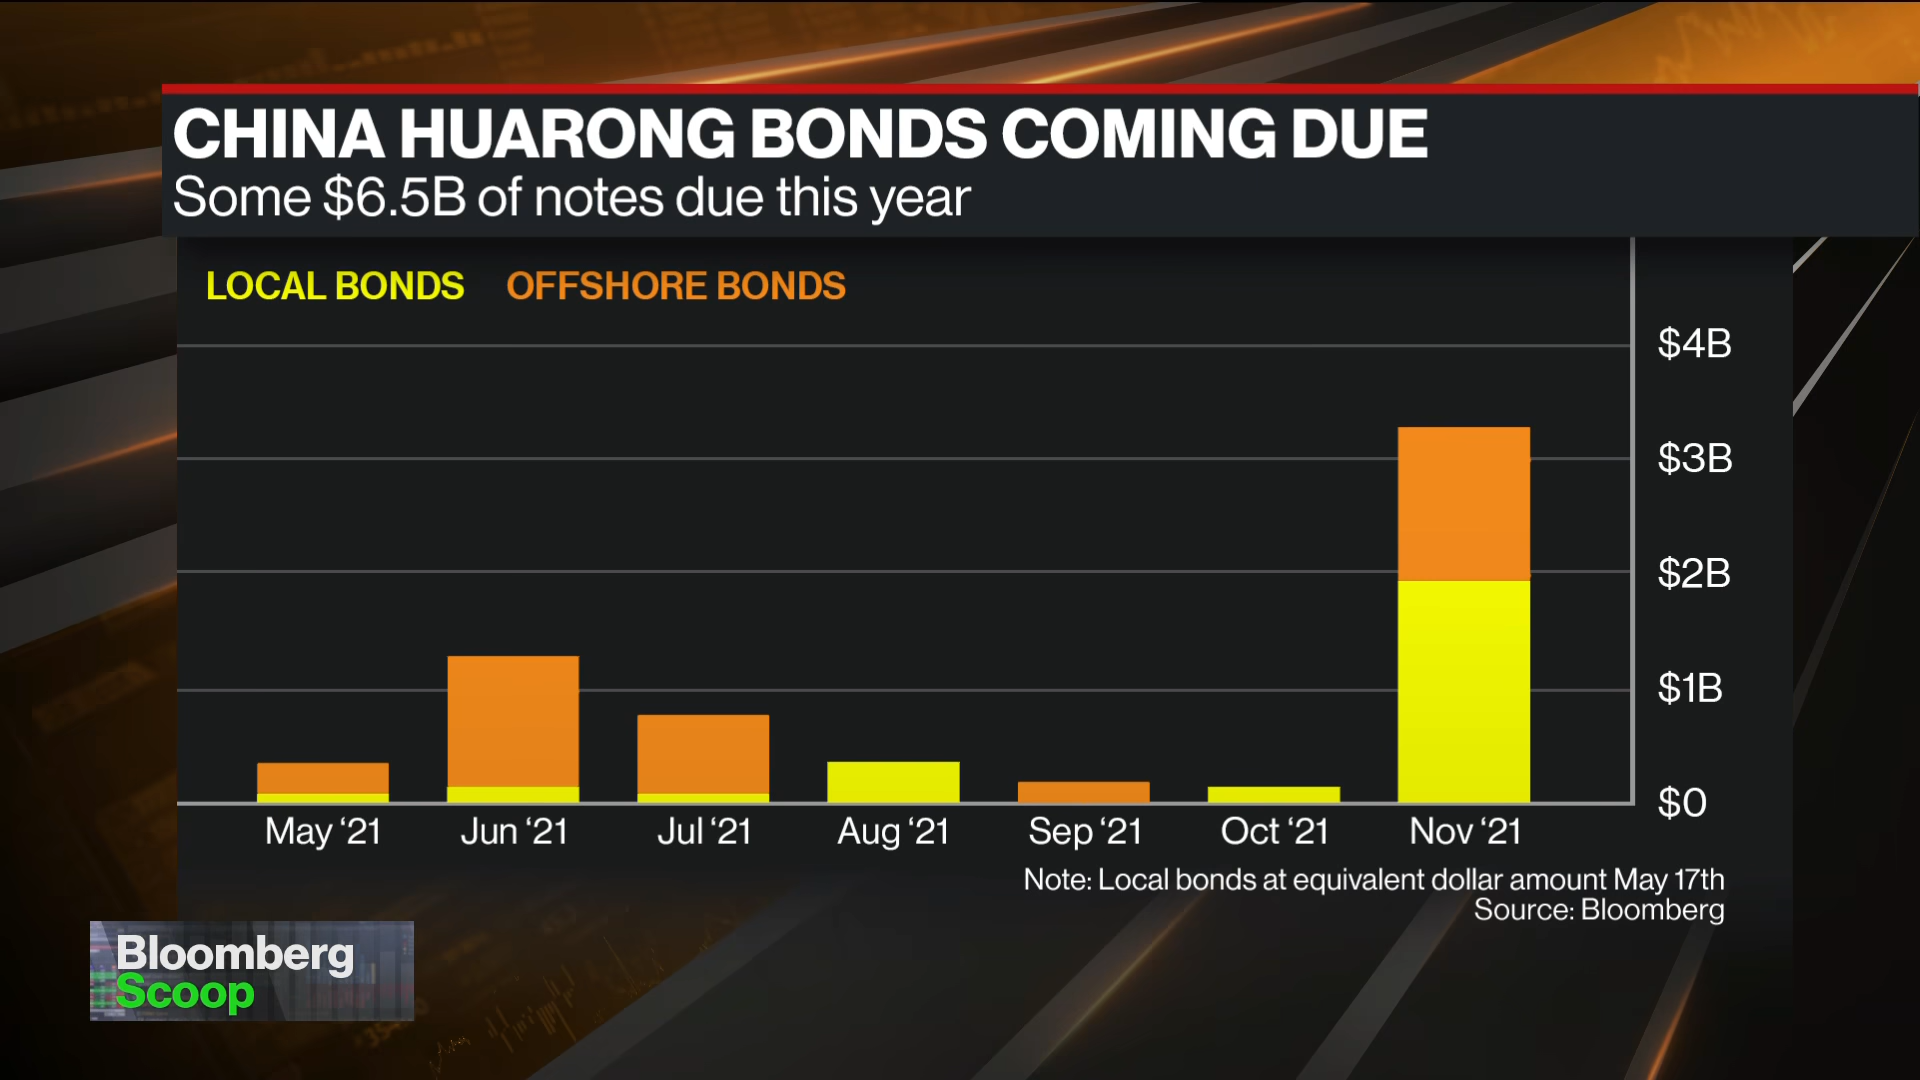 CHINA HUARONG BONDS COMING DUE
Some $6.5B of notes due this year
LOCAL BONDS OFFSHORE BONDS
$4B
$3B
$2B
$1B
$0
May ‘21 Jun ‘21 Jul ‘21 Aug ‘21 Sep ‘21 Oct ‘21 Nov ‘21
Note: Local bonds at equivalent dollar amount May 17th
Source: Bloomberg
Bloomberg
Scoop